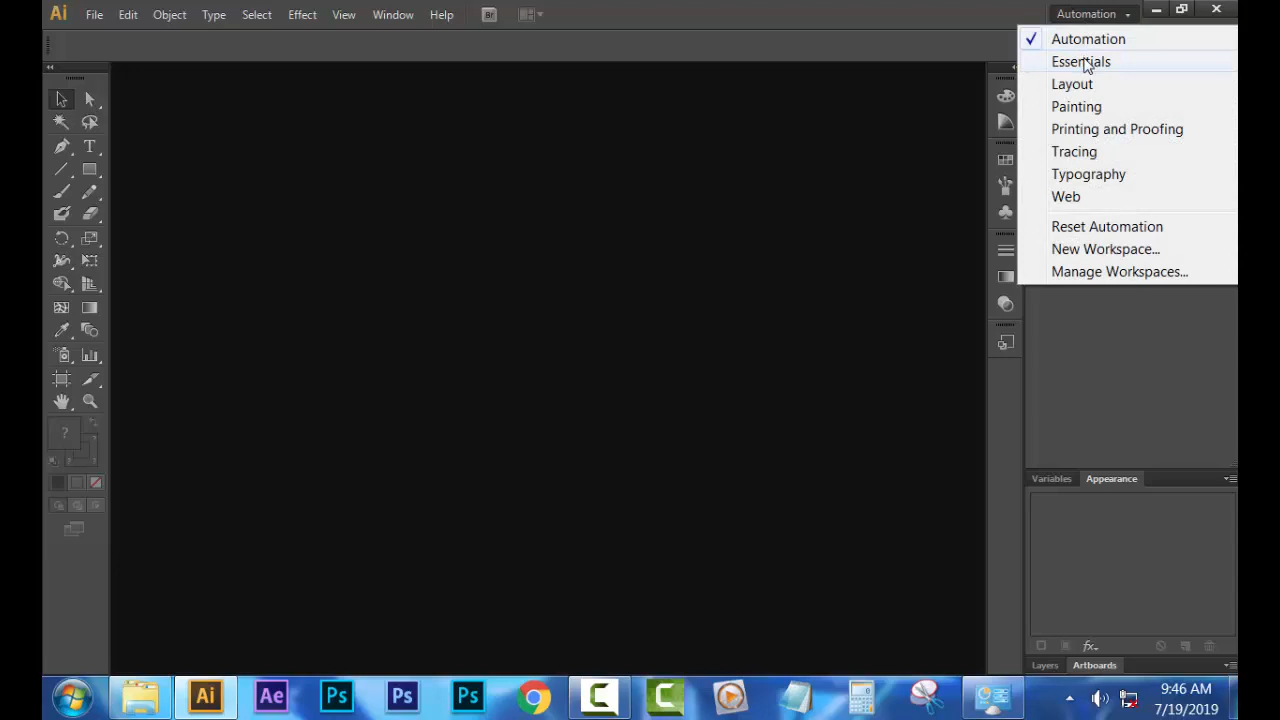 Ai File Edit Object Type Select Effect View Window Help Br Automation
Automation
Essentials
Layout
Painting
Printing and Proofing
Tracing
Typography
Web
Reset Automation
New Workspace...
Manage Workspaces...
T
?
Variables Appearance
fx
Layers Artboards
Ai Ae Ps Ps Ps C C
9:46 AM
7/19/2019